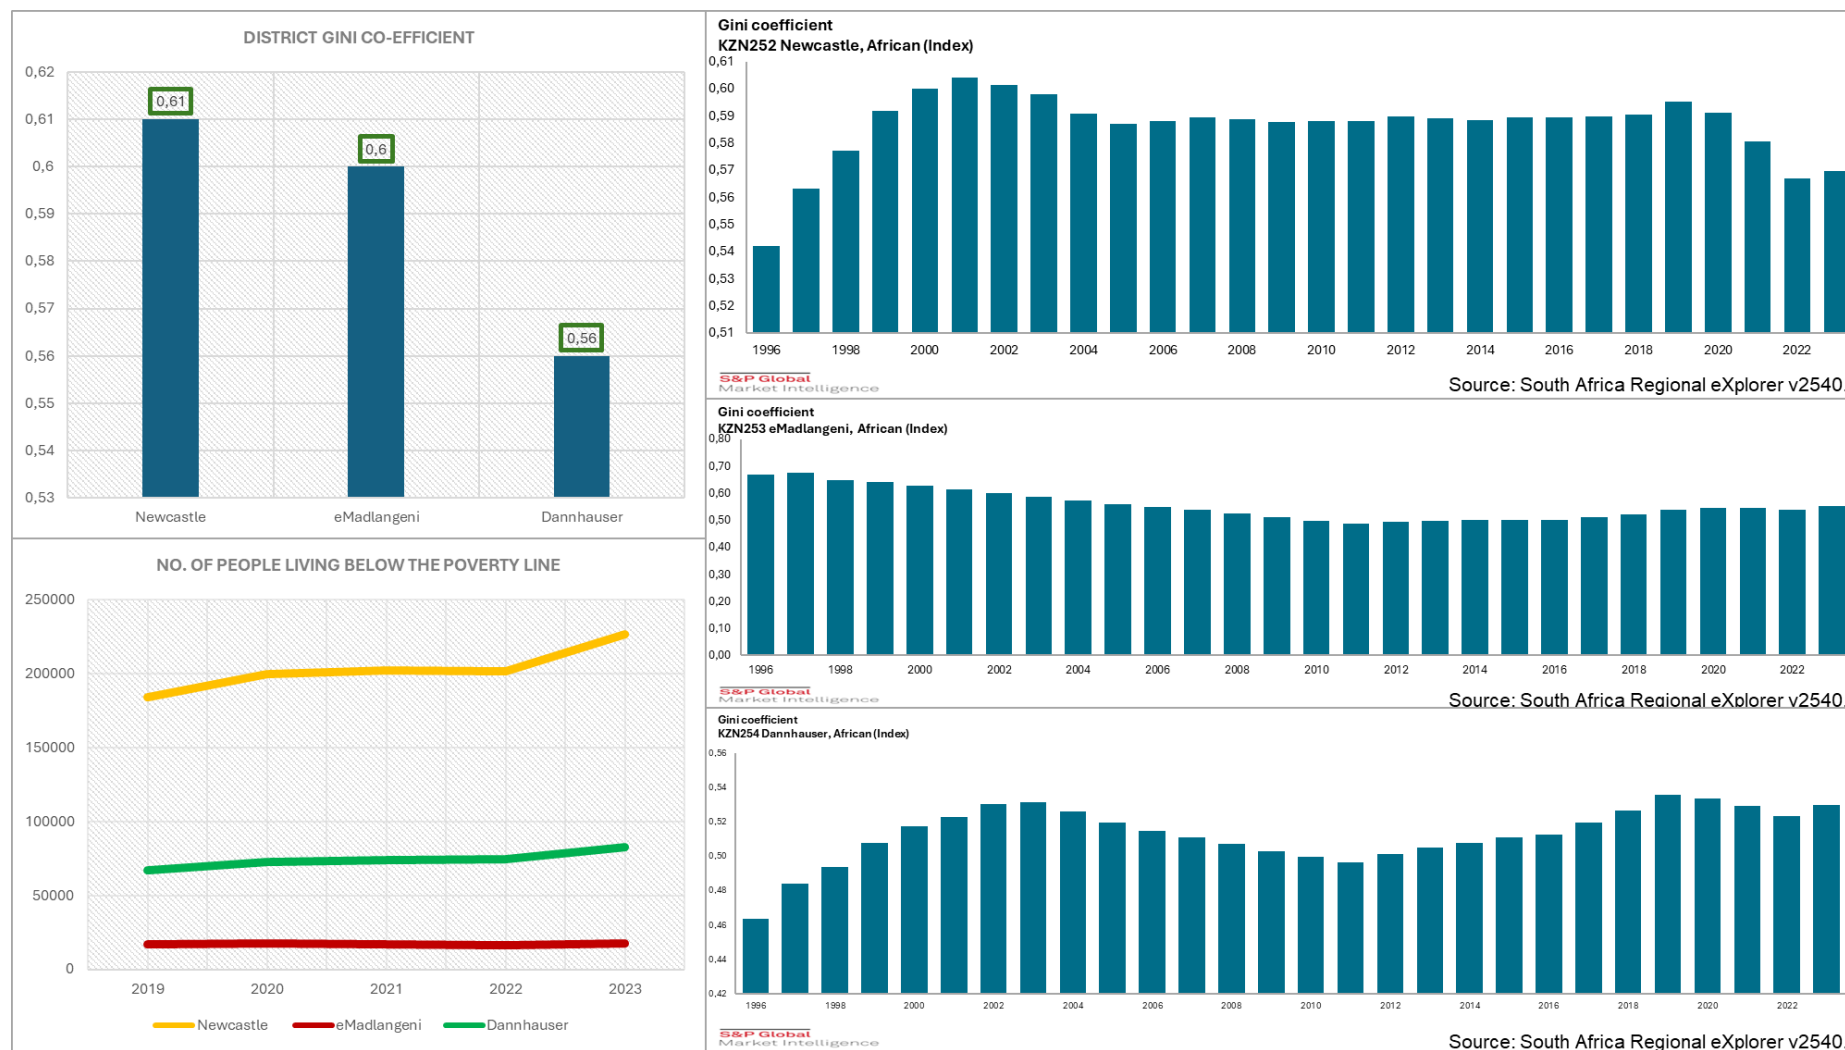 DISTRICT GINI CO-EFFICIENT
0,62
0,61
0,6
0,59
0,58
0,57
0,56
0,55
0,54
0,53
0,61
0,6
0,56
Newcastle
eMadlangeni
Dannhauser
NO. OF PEOPLE LIVING BELOW THE POVERTY LINE
250000
200000
150000
100000
50000
0
2019 2020 2021 2022 2023
Newcastle eMadlangeni Dannhauser
Gini coefficient
KZN252 Newcastle, African (Index)
0,61
0,60
0,59
0,58
0,57
0,56
0,55
0,54
0,53
0,52
0,51
1996 1998 2000 2002 2004 2006 2008 2010 2012 2014 2016 2018 2020 2022
S&P Global
Market Intelligence
Source: South Africa Regional eXplorer v2540.
Gini coefficient
KZN253 eMadlangeni, African (Index)
0,80
0,70
0,60
0,50
0,40
0,30
0,20
0,10
0,00
1996 1998 2000 2002 2004 2006 2008 2010 2012 2014 2016 2018 2020 2022
S&P Global
Market Intelligence
Source: South Africa Regional eXplorer v2540.
Gini coefficient
KZN254 Dannhauser, African (Index)
0,56
0,54
0,52
0,50
0,48
0,46
0,44
0,42
1996 1998 2000 2002 2004 2006 2008 2010 2012 2014 2016 2018 2020 2022
S&P Global
Market Intelligence
Source: South Africa Regional eXplorer v2540.